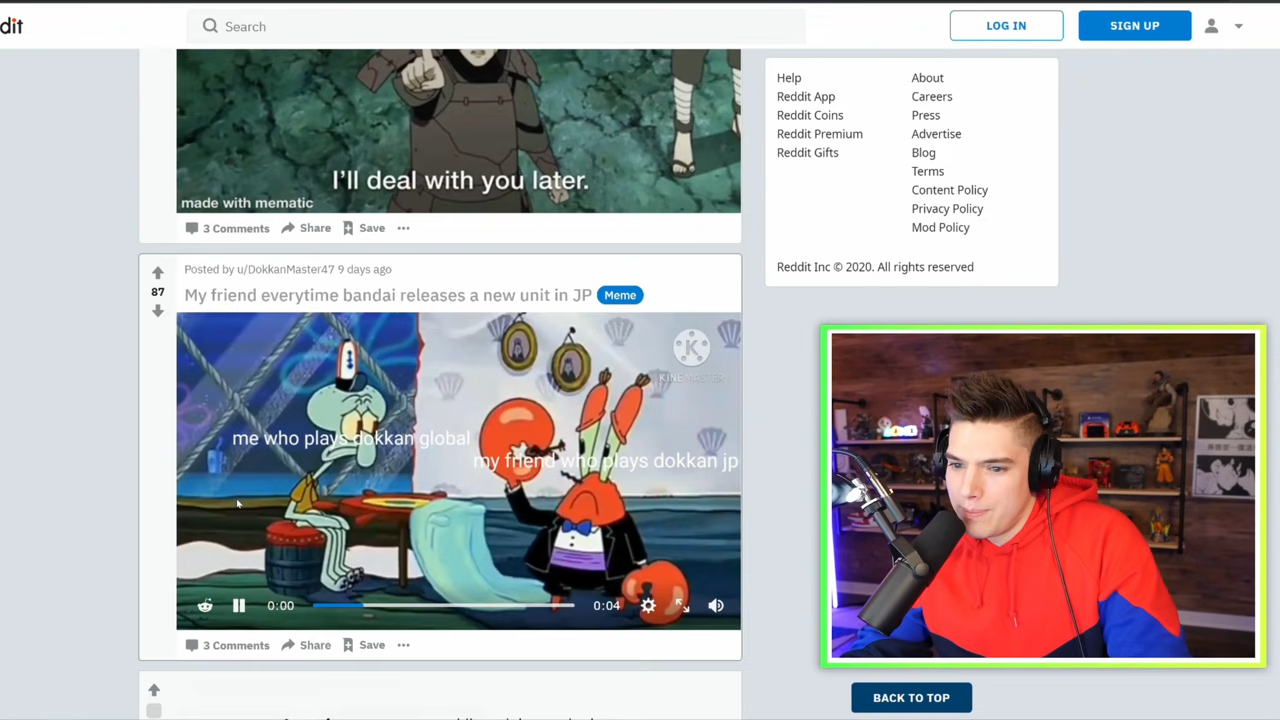 dit
Search
LOG IN
SIGN UP
I'll deal with you later.
made with mematic
3 Comments
Share
Save
Help
About
Reddit App
Careers
Reddit Coins
Press
Reddit Premium
Advertise
Reddit Gifts
Blog
Terms
Content Policy
Privacy Policy
Mod Policy
Reddit Inc © 2020. All rights reserved
87
Posted by u/DokkanMaster47 9 days ago
My friend everytime bandai releases a new unit in JP
Meme
K
KINEMASTER
me who plays dokkan global
my friend who plays dokkan jp
0:00
0:04
3 Comments
Share
Save
BACK TO TOP